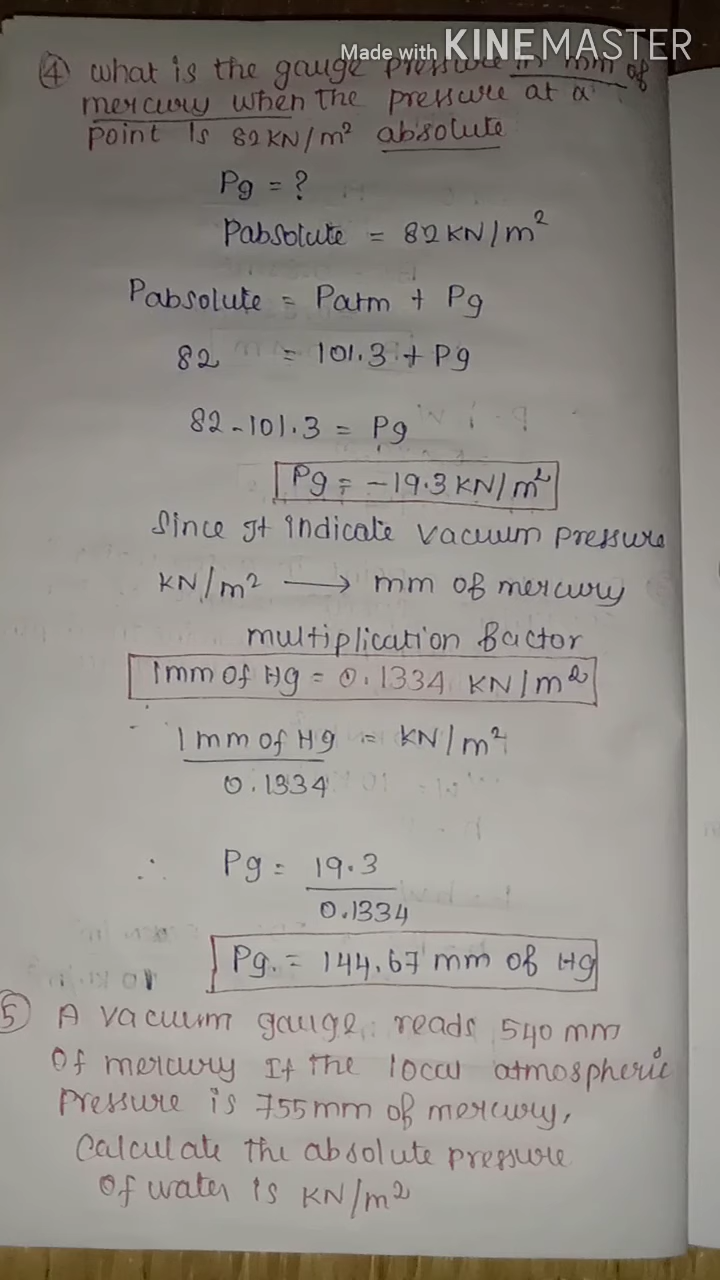 Made with KINEMASTER
④ what is the gauge pressure in mm of
mercury when the pressure at a
point is 82KN/m² absolute
Pg = ?
Pabsolute = 82KN/m²
Pabsolute = Patm + Pg
82 = 101.3 + Pg
82 - 101.3 = Pg
Pg = -19.3 KN/m²
Since It indicate vacuum pressure
KN/m² → mm of mercury
multiplication factor
1mm of Hg = 0.1334 KN/m²
1 mm of Hg = KN/m²
0.1334
∴ Pg = 19.3
0.1334
Pg. = 144.67 mm of Hg
⑤ A vacuum gauge reads 540 mm
of mercury If the local atmospheric
pressure is 755mm of mercury,
Calculate the absolute pressure
of water is KN/m²